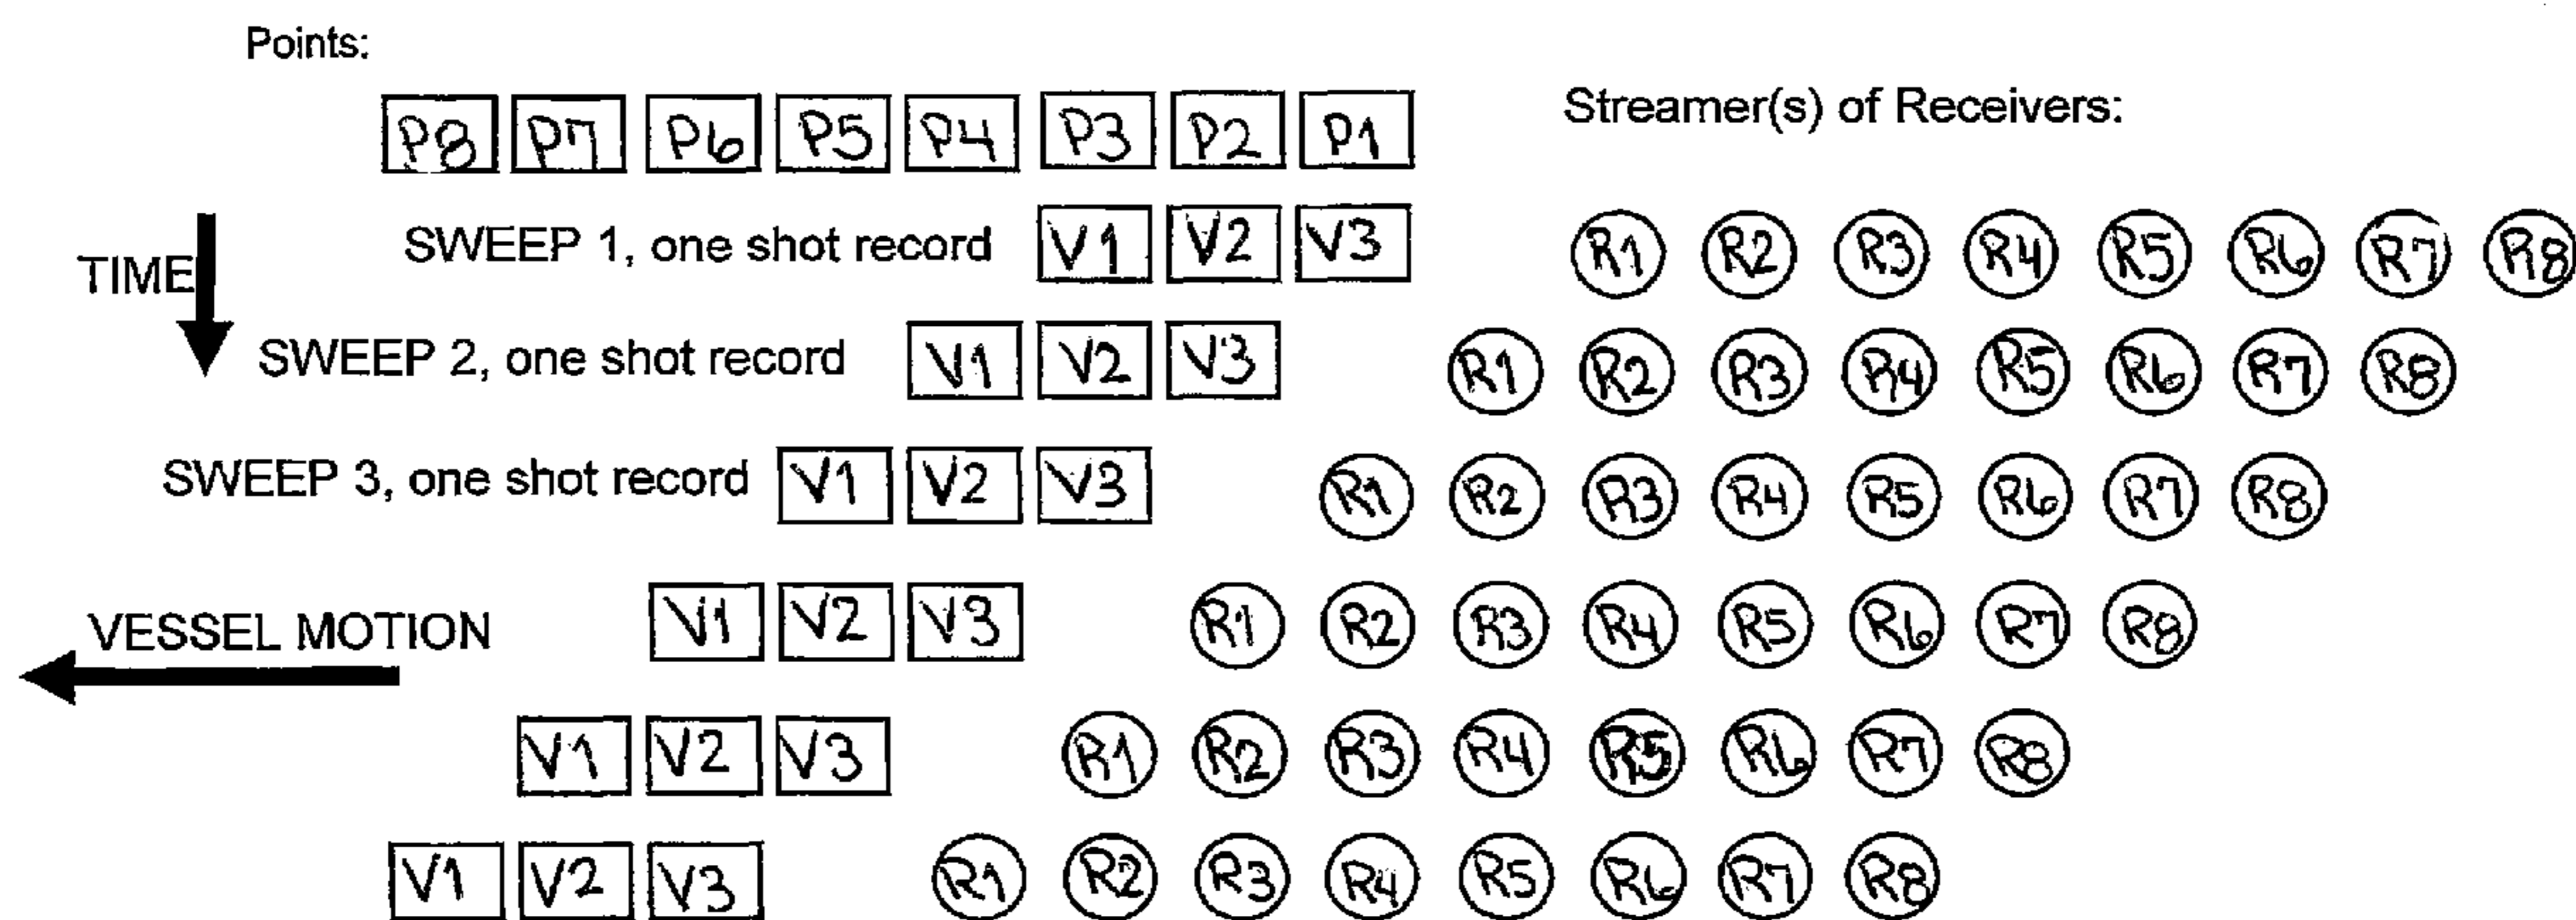 Points:
Streamer(s) of Receivers:
P8 P7 P6 P5 P4 P3 P2 P1
SWEEP 1, one shot record V1 V2 V3 R1 R2 R3 R4 R5 R6 R7 R8
TIME
SWEEP 2, one shot record V1 V2 V3 R1 R2 R3 R4 R5 R6 R7 R8
SWEEP 3, one shot record V1 V2 V3 R1 R2 R3 R4 R5 R6 R7 R8
VESSEL MOTION V1 V2 V3 R1 R2 R3 R4 R5 R6 R7 R8
V1 V2 V3 R1 R2 R3 R4 R5 R6 R7 R8
V1 V2 V3 R1 R2 R3 R4 R5 R6 R7 R8